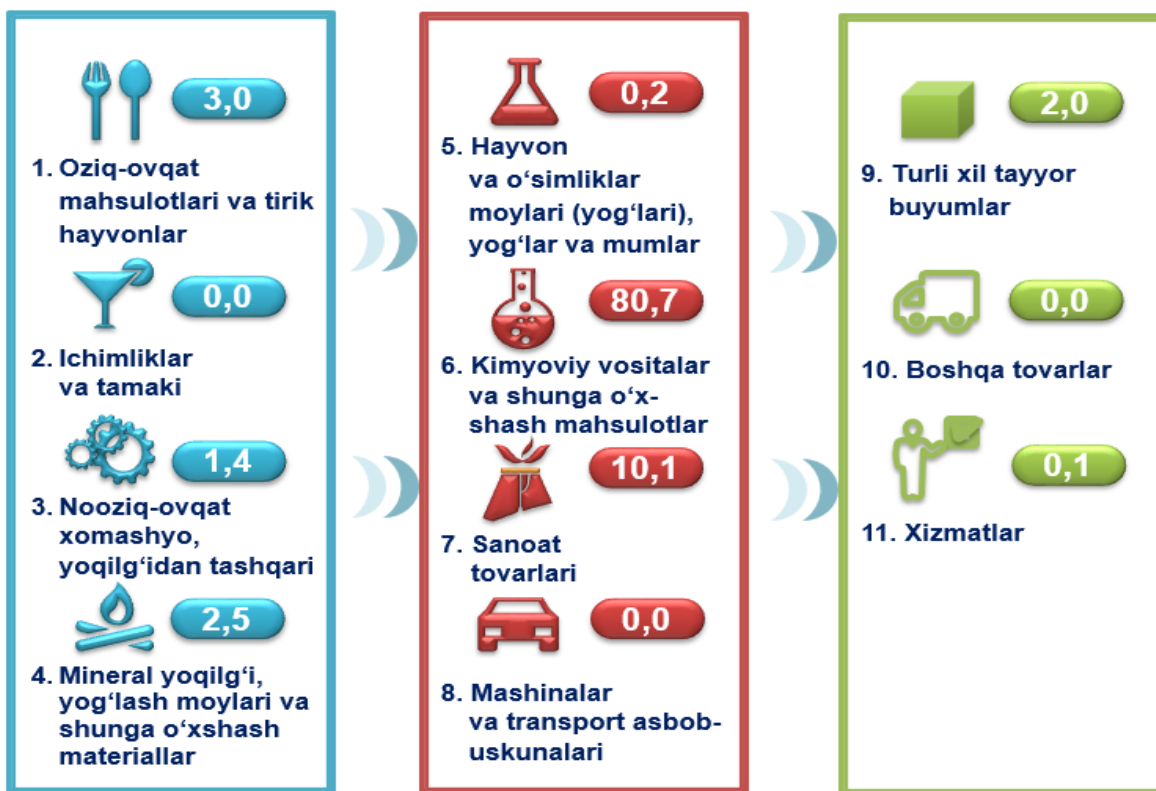 3,0
1. Oziq-ovqat
mahsulotlari va tirik
hayvonlar
0,0
2. Ichimliklar
va tamaki
1,4
3. Nooziq-ovqat
xomashyo,
yoqilg‘idan tashqari
2,5
4. Mineral yoqilg‘i,
yog‘lash moylari va
shunga o‘xshash
materiallar
0,2
5. Hayvon
va o‘simliklar
moylari (yog‘lari),
yog‘lar va mumlar
80,7
6. Kimyoviy vositalar
va shunga o‘x-
shash mahsulotlar
10,1
7. Sanoat
tovarlari
0,0
8. Mashinalar
va transport asbob-
uskunalari
2,0
9. Turli xil tayyor
buyumlar
0,0
10. Boshqa tovarlar
0,1
11. Xizmatlar